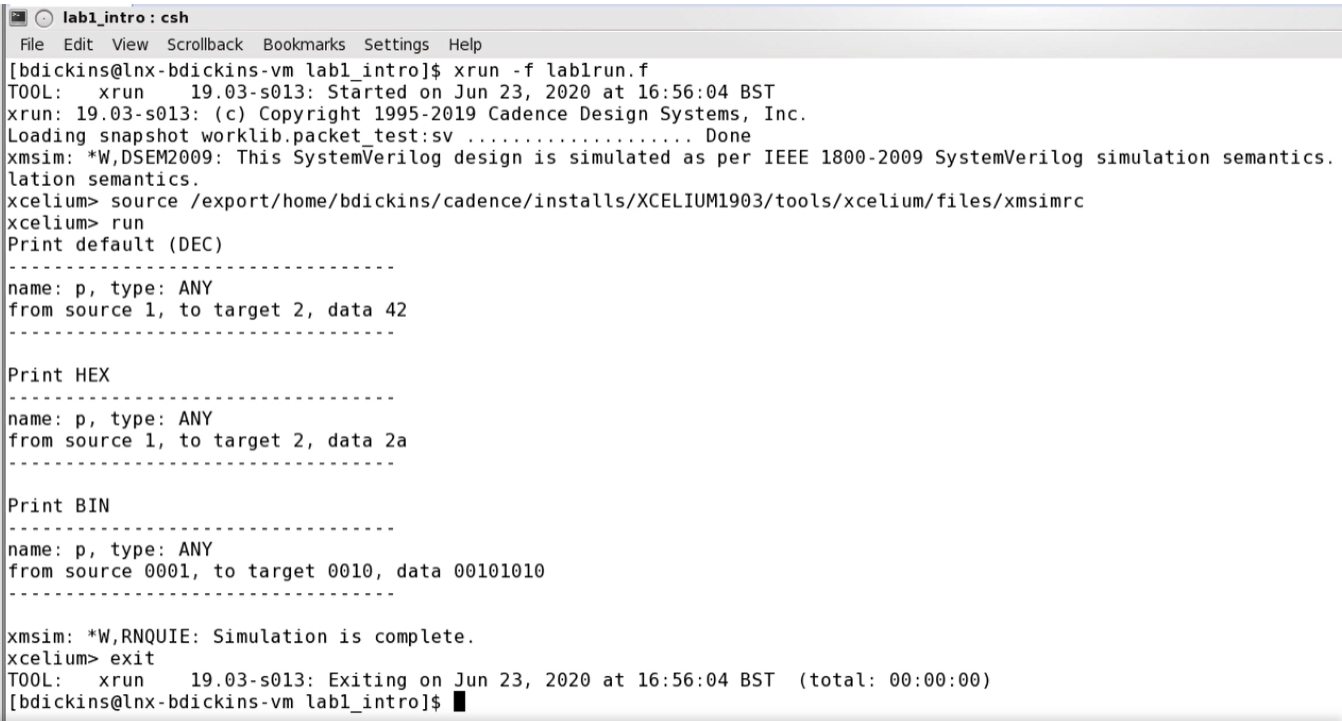 lab1_intro : csh
File Edit View Scrollback Bookmarks Settings Help
[bdickins@lnx-bdickins-vm lab1_intro]$ xrun -f lab1run.f
TOOL:   xrun    19.03-s013: Started on Jun 23, 2020 at 16:56:04 BST
xrun: 19.03-s013: (c) Copyright 1995-2019 Cadence Design Systems, Inc.
Loading snapshot worklib.packet_test:sv .................... Done
xmsim: *W,DSEM2009: This SystemVerilog design is simulated as per IEEE 1800-2009 SystemVerilog simulation semantics.
lation semantics.
xcelium> source /export/home/bdickins/cadence/installs/XCELIUM1903/tools/xcelium/files/xmsimrc
xcelium> run
Print default (DEC)
----------------------------------
name: p, type: ANY
from source 1, to target 2, data 42
----------------------------------
Print HEX
----------------------------------
name: p, type: ANY
from source 1, to target 2, data 2a
----------------------------------
Print BIN
----------------------------------
name: p, type: ANY
from source 0001, to target 0010, data 00101010
----------------------------------
xmsim: *W,RNQUIE: Simulation is complete.
xcelium> exit
TOOL:   xrun    19.03-s013: Exiting on Jun 23, 2020 at 16:56:04 BST  (total: 00:00:00)
[bdickins@lnx-bdickins-vm lab1_intro]$